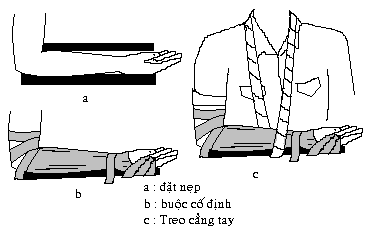 a
b
c
a : đặt nẹp
b : buộc cố định
c : Treo cẳng tay